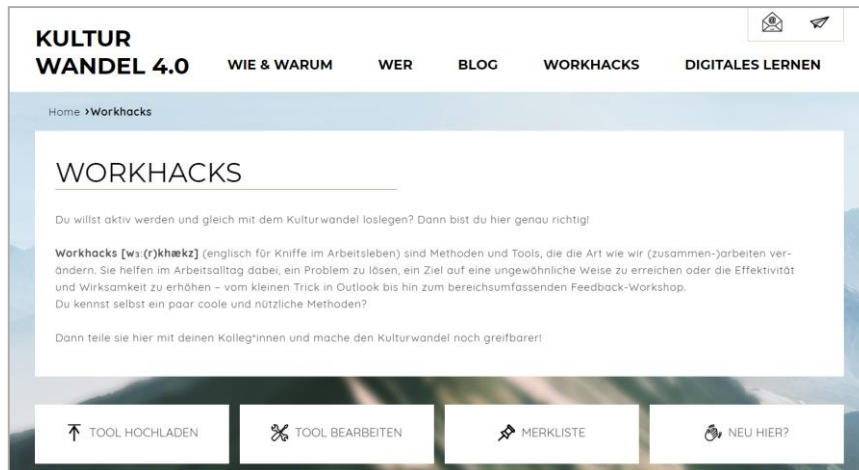 KULTUR
WANDEL 4.0
WIE & WARUM WER BLOG WORKHACKS DIGITALES LERNEN
Home ›Workhacks
WORKHACKS
Du willst aktiv werden und gleich mit dem Kulturwandel loslegen? Dann bist du hier genau richtig!
Workhacks [wɜ:(r)khækz] (englisch für Kniffe im Arbeitsleben) sind Methoden und Tools, die die Art wie wir (zusammen-)arbeiten ver-
ändern. Sie helfen im Arbeitsalltag dabei, ein Problem zu lösen, ein Ziel auf eine ungewöhnliche Weise zu erreichen oder die Effektivität
und Wirksamkeit zu erhöhen – vom kleinen Trick in Outlook bis hin zum bereichsumfassenden Feedback-Workshop.
Du kennst selbst ein paar coole und nützliche Methoden?
Dann teile sie hier mit deinen Kolleg*innen und mache den Kulturwandel noch greifbarer!
TOOL HOCHLADEN TOOL BEARBEITEN MERKLISTE NEU HIER?